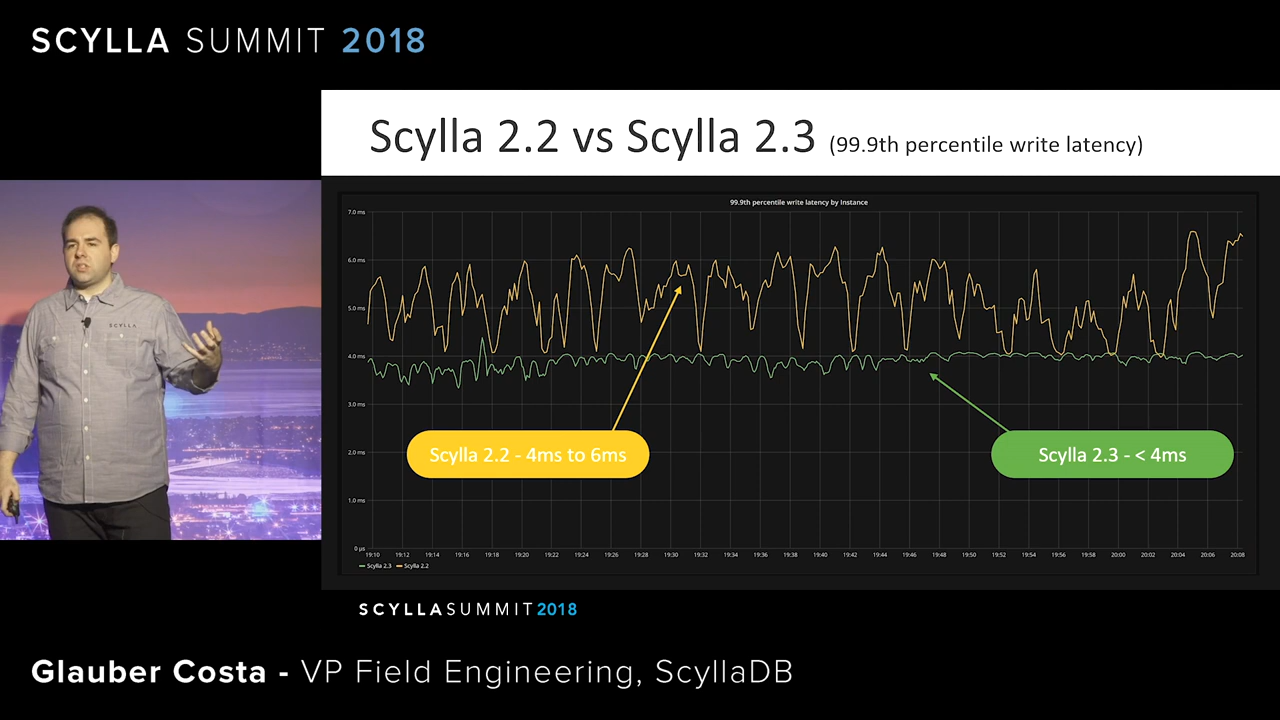 SCYLLA SUMMIT 2018
Scylla 2.2 vs Scylla 2.3 (99.9th percentile write latency)
99.9th percentile write latency by Instance
7.0 ms
6.0 ms
5.0 ms
4.0 ms
3.0 ms
2.0 ms
1.0 ms
0 µs
SCYLLA
Scylla 2.2 - 4ms to 6ms
Scylla 2.3 - < 4ms
19:10 19:12 19:14 19:16 19:18 19:20 19:22 19:24 19:26 19:28 19:30 19:32 19:34 19:36 19:38 19:40 19:42 19:44 19:46 19:48 19:50 19:52 19:54 19:56 19:58 20:00 20:02 20:04 20:06 20:08
Scylla 2.3 Scylla 2.2
SCYLLASUMMIT2018
Glauber Costa - VP Field Engineering, ScyllaDB